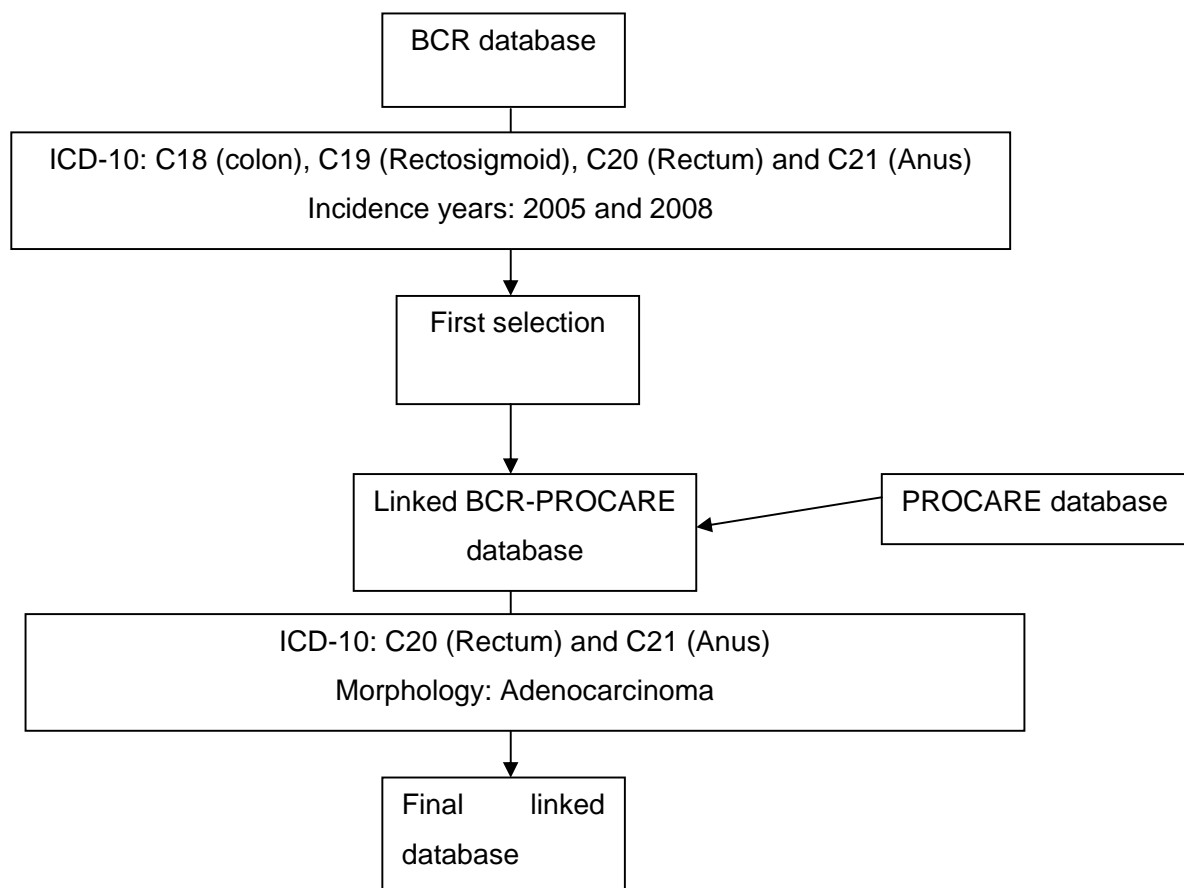 BCR database
ICD-10: C18 (colon), C19 (Rectosigmoid), C20 (Rectum) and C21 (Anus)
Incidence years: 2005 and 2008
First selection
Linked BCR-PROCARE
database
PROCARE database
ICD-10: C20 (Rectum) and C21 (Anus)
Morphology: Adenocarcinoma
Final linked
database